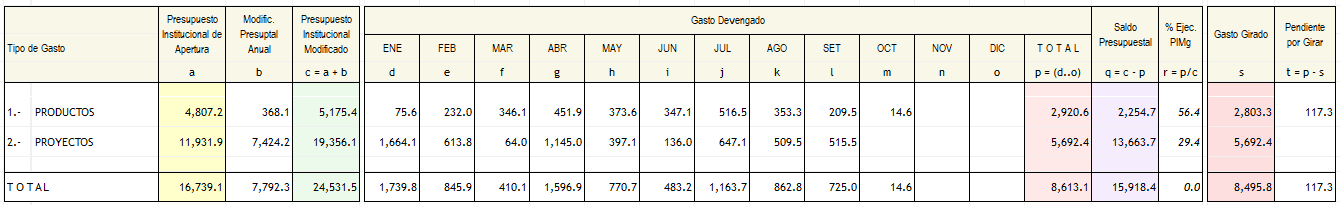 Tipo de Gasto Presupuesto Institucional de Apertura Modific. Presuptal Anual Presupuesto Institucional Modificado Gasto Devengado Saldo Presupuestal % Ejec. PIMg Gasto Girado Pendiente por Girar
ENE FEB MAR ABR MAY JUN JUL AGO SET OCT NOV DIC T O T A L
a b c = a + b d e f g h i j k l m n o p = (d..o) q = c - p r = p/c s t = p - s
1.- PRODUCTOS 4,807.2 368.1 5,175.4 75.6 232.0 346.1 451.9 373.6 347.1 516.5 353.3 209.5 14.6 2,920.6 2,254.7 56.4 2,803.3 117.3
2.- PROYECTOS 11,931.9 7,424.2 19,356.1 1,664.1 613.8 64.0 1,145.0 397.1 136.0 647.1 509.5 515.5 5,692.4 13,663.7 29.4 5,692.4
T O T A L 16,739.1 7,792.3 24,531.5 1,739.8 845.9 410.1 1,596.9 770.7 483.2 1,163.7 862.8 725.0 14.6 8,613.1 15,918.4 0.0 8,495.8 117.3